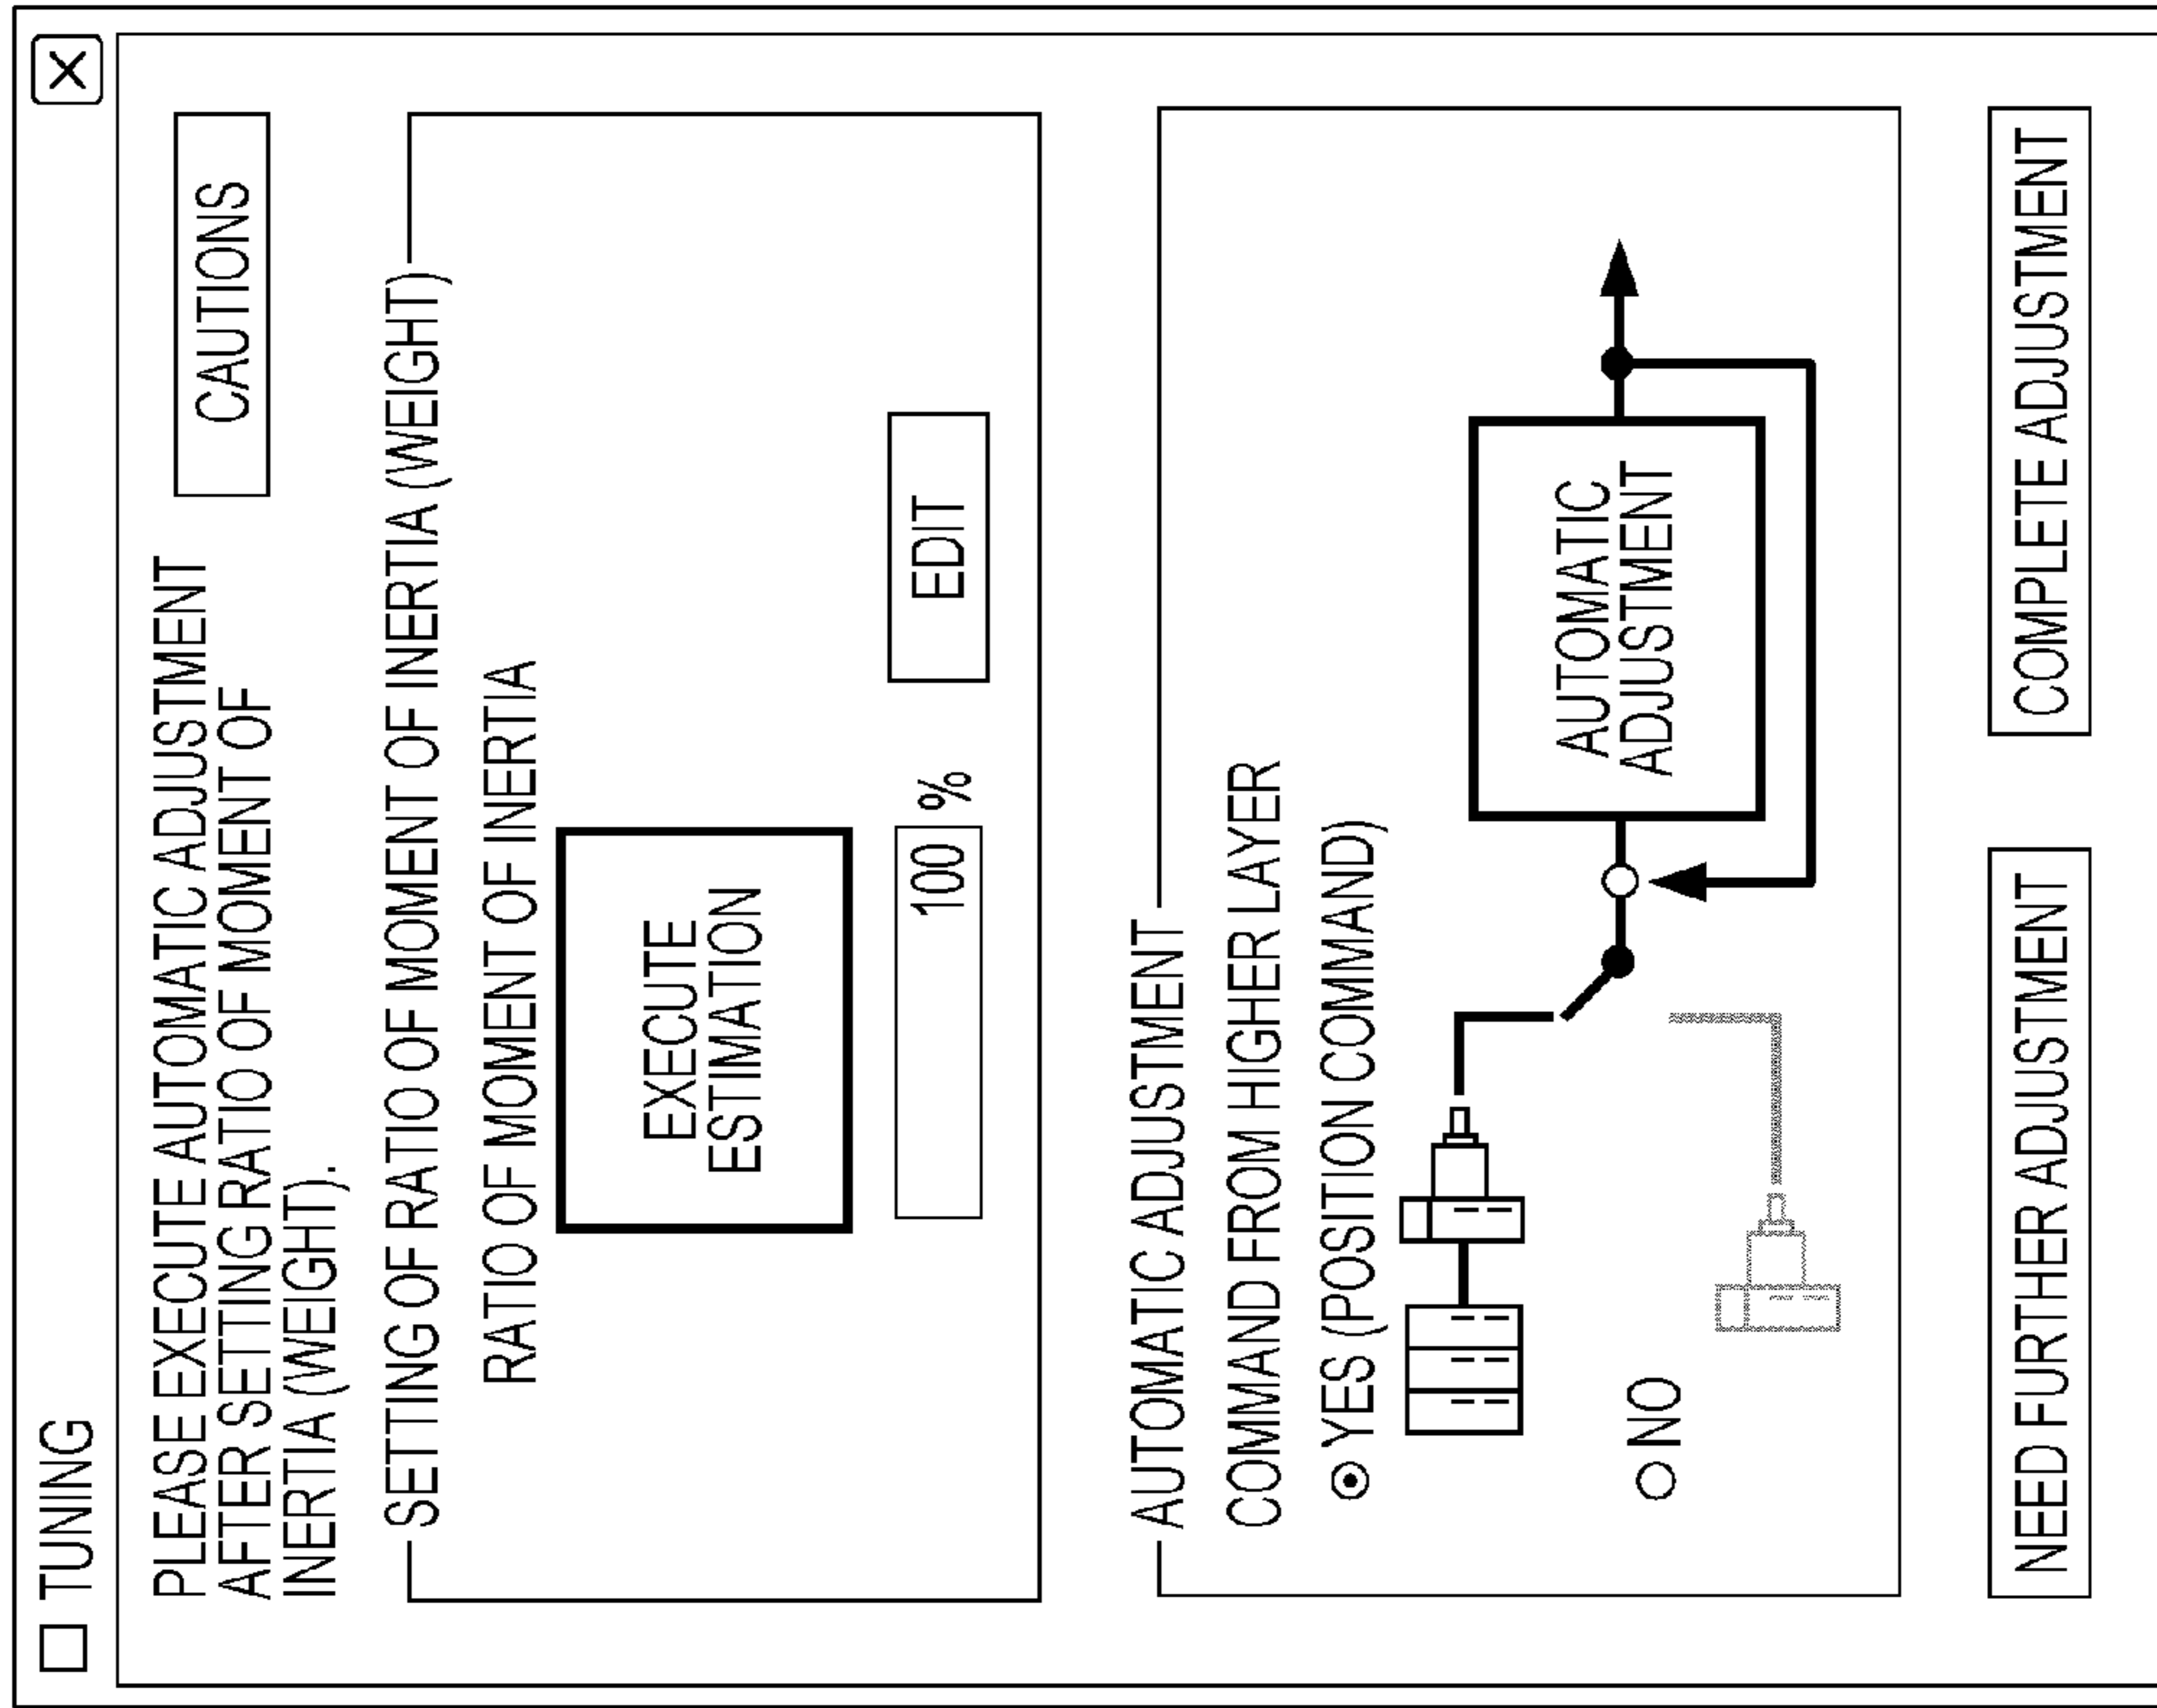 TUNING
X
PLEASE EXECUTE AUTOMATIC ADJUSTMENT
AFTER SETTING RATIO OF MOMENT OF
INERTIA (WEIGHT).
CAUTIONS
SETTING OF RATIO OF MOMENT OF INERTIA (WEIGHT)
RATIO OF MOMENT OF INERTIA
EXECUTE
ESTIMATION
100 %
EDIT
AUTOMATIC ADJUSTMENT
COMMAND FROM HIGHER LAYER
YES (POSITION COMMAND)
NO
AUTOMATIC
ADJUSTMENT
NEED FURTHER ADJUSTMENT
COMPLETE ADJUSTMENT